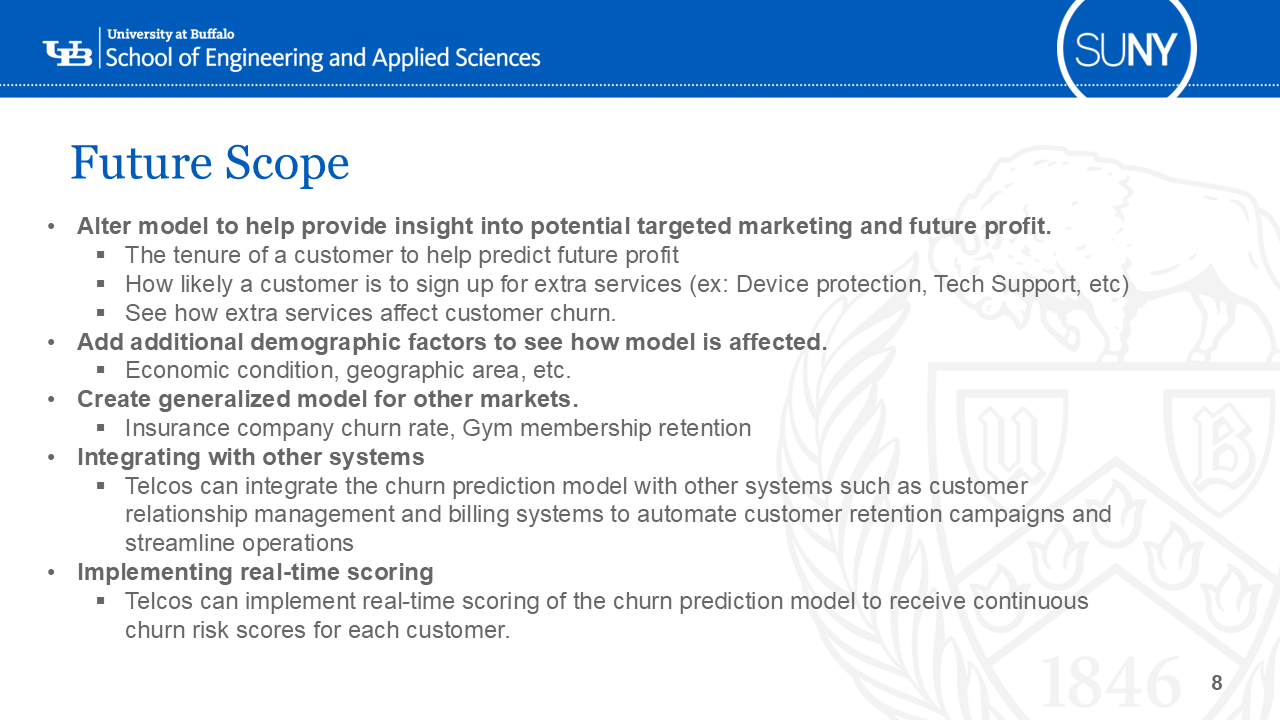 University at Buffalo
UB School of Engineering and Applied Sciences
SUNY
Future Scope
• Alter model to help provide insight into potential targeted marketing and future profit.
▪ The tenure of a customer to help predict future profit
▪ How likely a customer is to sign up for extra services (ex: Device protection, Tech Support, etc)
▪ See how extra services affect customer churn.
• Add additional demographic factors to see how model is affected.
▪ Economic condition, geographic area, etc.
• Create generalized model for other markets.
▪ Insurance company churn rate, Gym membership retention
• Integrating with other systems
▪ Telcos can integrate the churn prediction model with other systems such as customer
relationship management and billing systems to automate customer retention campaigns and
streamline operations
• Implementing real-time scoring
▪ Telcos can implement real-time scoring of the churn prediction model to receive continuous
churn risk scores for each customer.
U B
1846
8